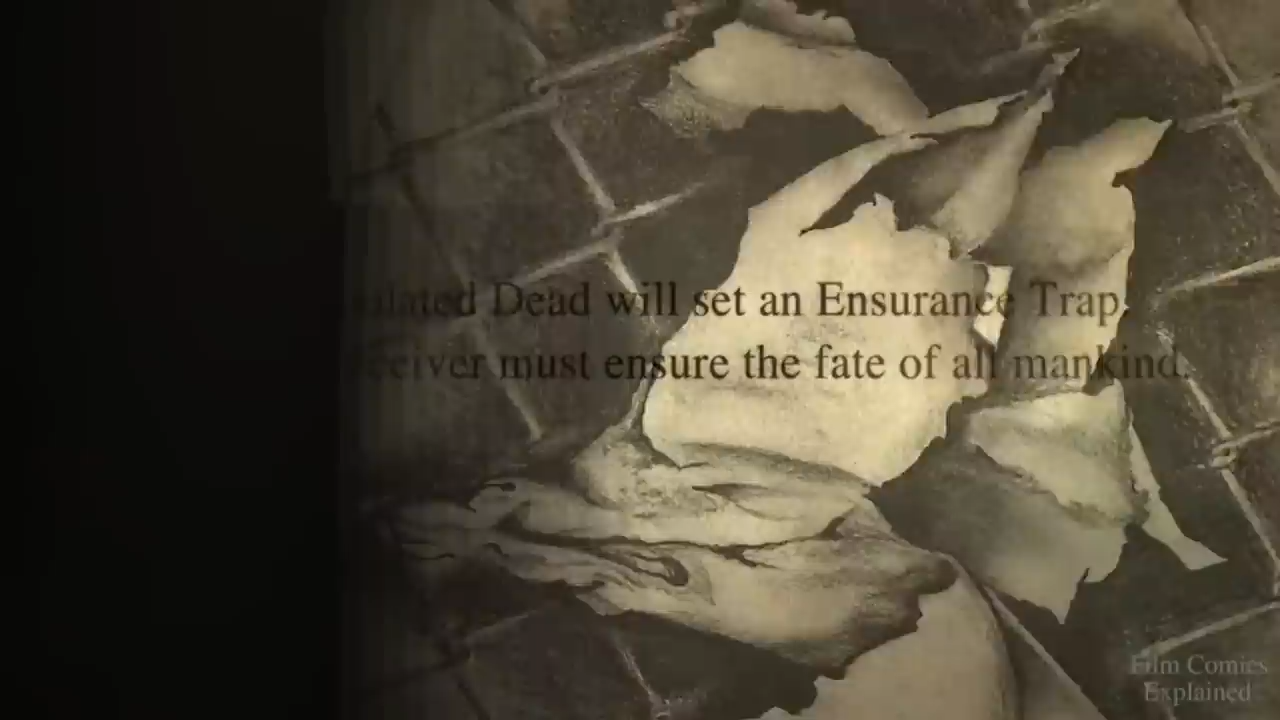 Dead will set an Ensurance Trap.
must ensure the fate of all mankind.
Film Comics
Explained